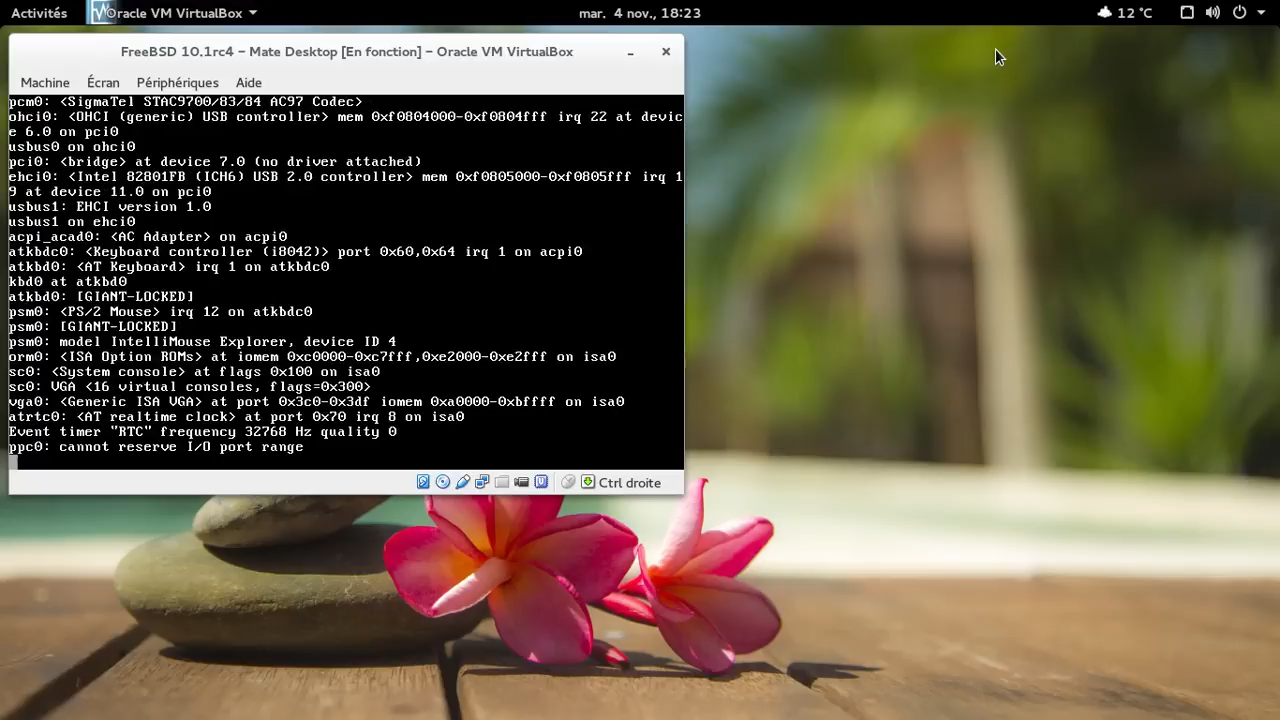 Activités
Oracle VM VirtualBox
mar. 4 nov., 18:23
12 °C
FreeBSD 10.1rc4 – Mate Desktop [En fonction] – Oracle VM VirtualBox
Machine Écran Périphériques Aide
pcm0: <SigmaTel STAC9700/83/84 AC97 Codec>
ohci0: <OHCI (generic) USB controller> mem 0xf0804000-0xf0804fff irq 22 at devic
e 6.0 on pci0
usbus0 on ohci0
pci0: <bridge> at device 7.0 (no driver attached)
ehci0: <Intel 82801FB (ICH6) USB 2.0 controller> mem 0xf0805000-0xf0805fff irq 1
9 at device 11.0 on pci0
usbus1: EHCI version 1.0
usbus1 on ehci0
acpi_acad0: <AC Adapter> on acpi0
atkbdc0: <Keyboard controller (i8042)> port 0x60,0x64 irq 1 on acpi0
atkbd0: <AT Keyboard> irq 1 on atkbdc0
kbd0 at atkbd0
atkbd0: [GIANT-LOCKED]
psm0: <PS/2 Mouse> irq 12 on atkbdc0
psm0: [GIANT-LOCKED]
psm0: model IntelliMouse Explorer, device ID 4
orm0: <ISA Option ROMs> at iomem 0xc0000-0xc7fff,0xe2000-0xe2fff on isa0
sc0: <System console> at flags 0x100 on isa0
sc0: VGA <16 virtual consoles, flags=0x300>
vga0: <Generic ISA VGA> at port 0x3c0-0x3df iomem 0xa0000-0xbffff on isa0
atrtc0: <AT realtime clock> at port 0x70 irq 8 on isa0
Event timer "RTC" frequency 32768 Hz quality 0
ppc0: cannot reserve I/O port range
Ctrl droite